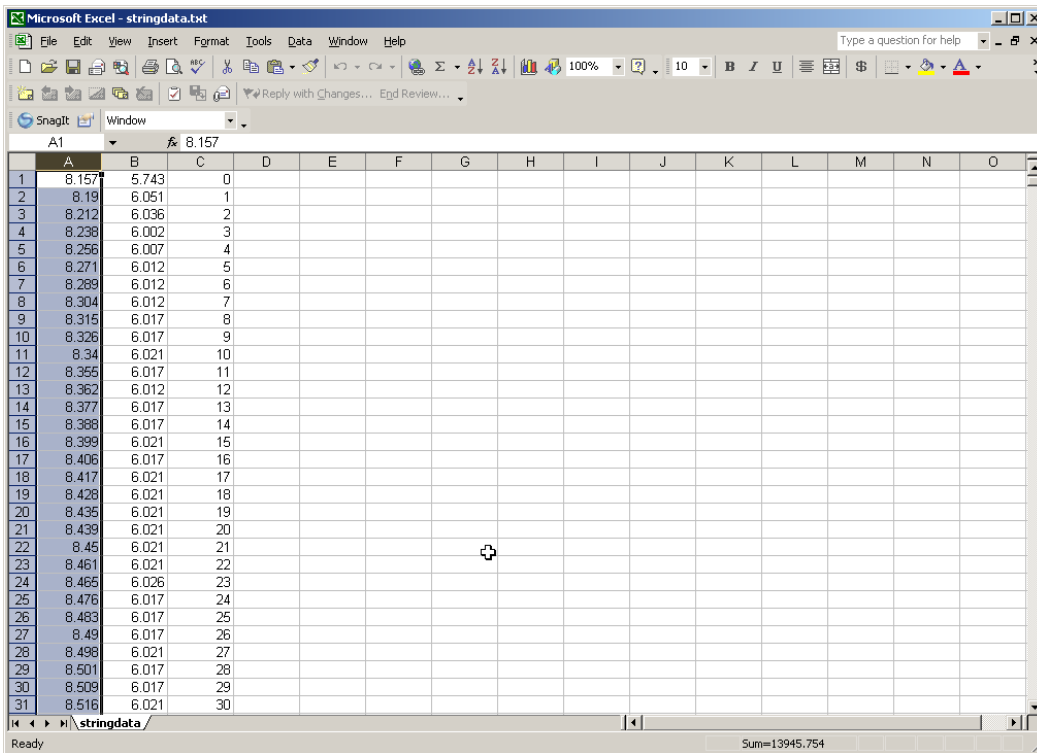 Microsoft Excel - stringdata.txt
File Edit View Insert Format Tools Data Window Help Type a question for help
100% 10 B I U $ A
Reply with Changes... End Review...
SnagIt Window
A1 fx 8.157
A B C D E F G H I J K L M N O
1 8.157 5.743 0
2 8.19 6.051 1
3 8.212 6.036 2
4 8.238 6.002 3
5 8.256 6.007 4
6 8.271 6.012 5
7 8.289 6.012 6
8 8.304 6.012 7
9 8.315 6.017 8
10 8.326 6.017 9
11 8.34 6.021 10
12 8.355 6.017 11
13 8.362 6.012 12
14 8.377 6.017 13
15 8.388 6.017 14
16 8.399 6.021 15
17 8.406 6.017 16
18 8.417 6.021 17
19 8.428 6.021 18
20 8.435 6.021 19
21 8.439 6.021 20
22 8.45 6.021 21
23 8.461 6.021 22
24 8.465 6.026 23
25 8.476 6.017 24
26 8.483 6.017 25
27 8.49 6.017 26
28 8.498 6.021 27
29 8.501 6.017 28
30 8.509 6.017 29
31 8.516 6.021 30
stringdata
Ready Sum=13945.754